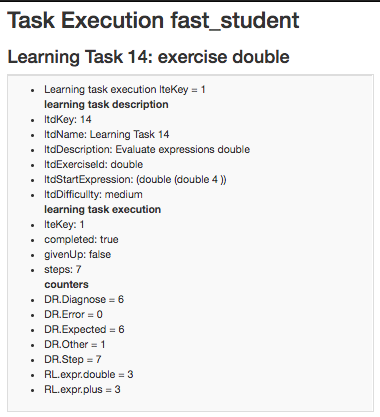 Task Execution fast_student
Learning Task 14: exercise double
Learning task execution lteKey = 1
learning task description
ltdKey: 14
ltdName: Learning Task 14
ltdDescription: Evaluate expressions double
ltdExerciseId: double
ltdStartExpression: (double (double 4 ))
ltdDifficullty: medium
learning task execution
lteKey: 1
completed: true
givenUp: false
steps: 7
counters
DR.Diagnose = 6
DR.Error = 0
DR.Expected = 6
DR.Other = 1
DR.Step = 7
RL.expr.double = 3
RL.expr.plus = 3